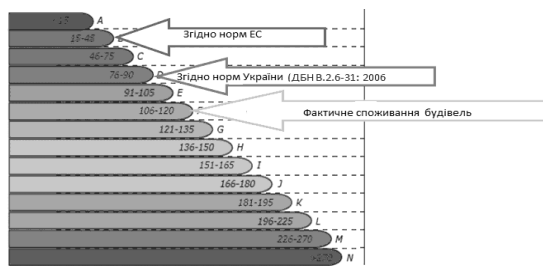 A
Згідно норм ЕС
15-45
46-75 C
76-90
Згідно норм України (ДБН В.2.6-31: 2006
91-105 E
106-120
Фактичне споживання будівель
121-135 G
136-150 H
151-165 I
166-180 J
181-195 K
196-225 L
226-270 M
N